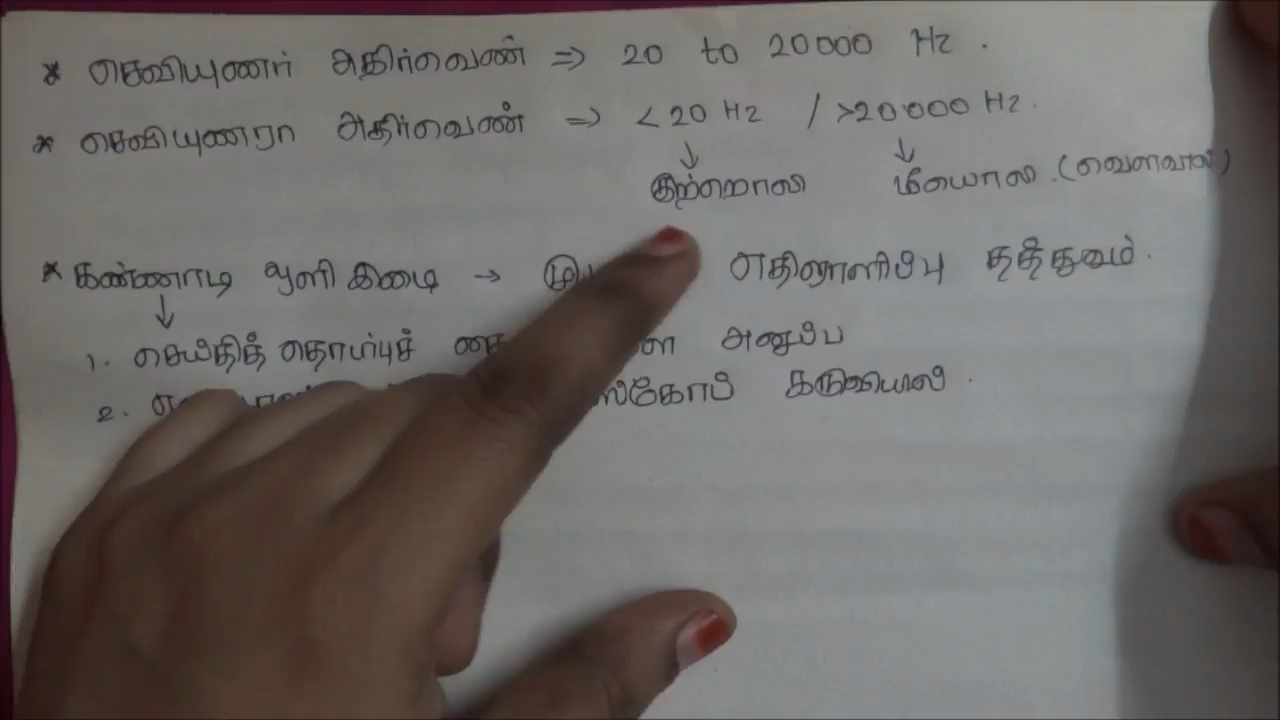 * செவியுணர் அதிர்வெண் => 20 to 20000 Hz .
* செவியுணரா அதிர்வெண் => <20 Hz / >20000 Hz .
↓ ↓
குற்றொலி மீயொலி . (வௌவால்)
* கண்ணாடி ஒளி இழை → எதிரொளிப்பு தத்துவம் .
↓
1. செய்தித் தொடர்புச் அனுப்ப
2. கருவியில் .